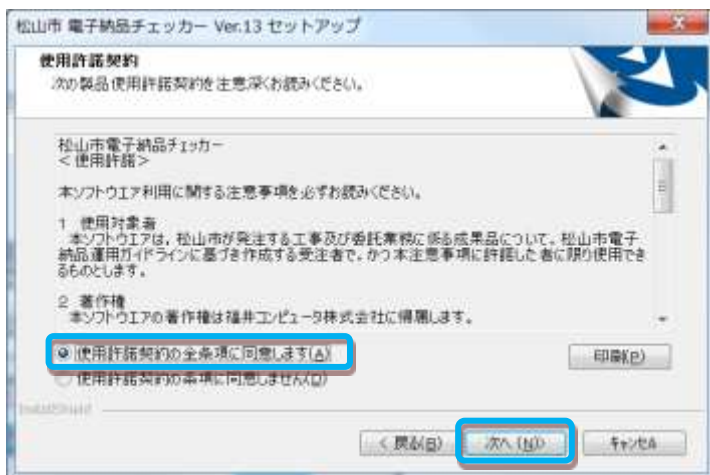 松山市 電子納品チェッカー Ver.13 セットアップ
使用許諾契約
次の製品使用許諾契約を注意深くお読みください。
松山市電子納品チェッカー
＜使用許諾＞
本ソフトウエア利用に関する注意事項を必ずお読みください。
1 使用対象者
本ソフトウエアは，松山市が発注する工事及び委託業務に係る成果品について，松山市電子
納品運用ガイドラインに基づき作成する受注者で，かつ本注意事項に許諾した者に限り使用でき
るものとします。
2 著作権
本ソフトウエアの著作権は福井コンピュータ株式会社に帰属します。
使用許諾契約の全条項に同意します(A)
印刷(P)
使用許諾契約の条項に同意しません(D)
InstallShield
< 戻る(B)
次へ(N)>
キャンセル